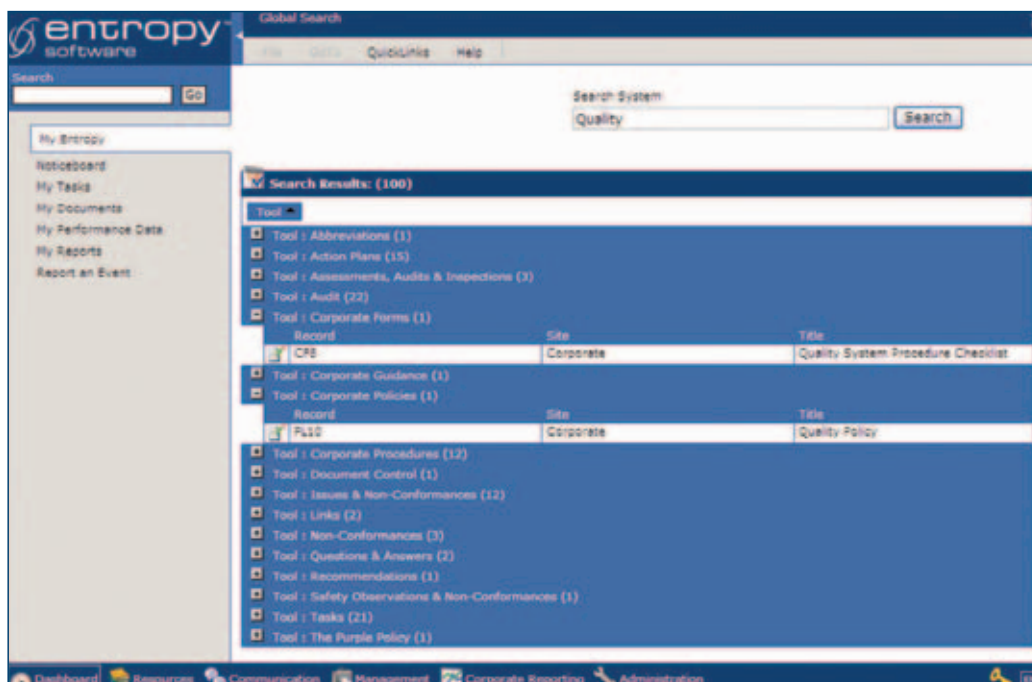 entropy
software
Search
Go
My Entropy
Noticeboard
My Tasks
My Documents
My Performance Data
My Reports
Report an Event
Global Search
File QuickLinks Help
Search System
Quality Search
Search Results: (100)
Tool
Tool : Abbreviations (1)
Tool : Action Plans (15)
Tool : Assessments, Audits & Inspections (3)
Tool : Audit (22)
Tool : Corporate Forms (1)
Record Site Title
CF8 Corporate Quality System Procedure Checklist
Tool : Corporate Guidance (1)
Tool : Corporate Policies (1)
Record Site Title
PL10 Corporate Quality Policy
Tool : Corporate Procedures (12)
Tool : Document Control (1)
Tool : Issues & Non-Conformances (12)
Tool : Links (2)
Tool : Non-Conformances (3)
Tool : Questions & Answers (2)
Tool : Recommendations (1)
Tool : Safety Observations & Non-Conformances (1)
Tool : Tasks (21)
Tool : The Purple Policy (1)
Dashboard Resources Communication Management Corporate Reporting Administration